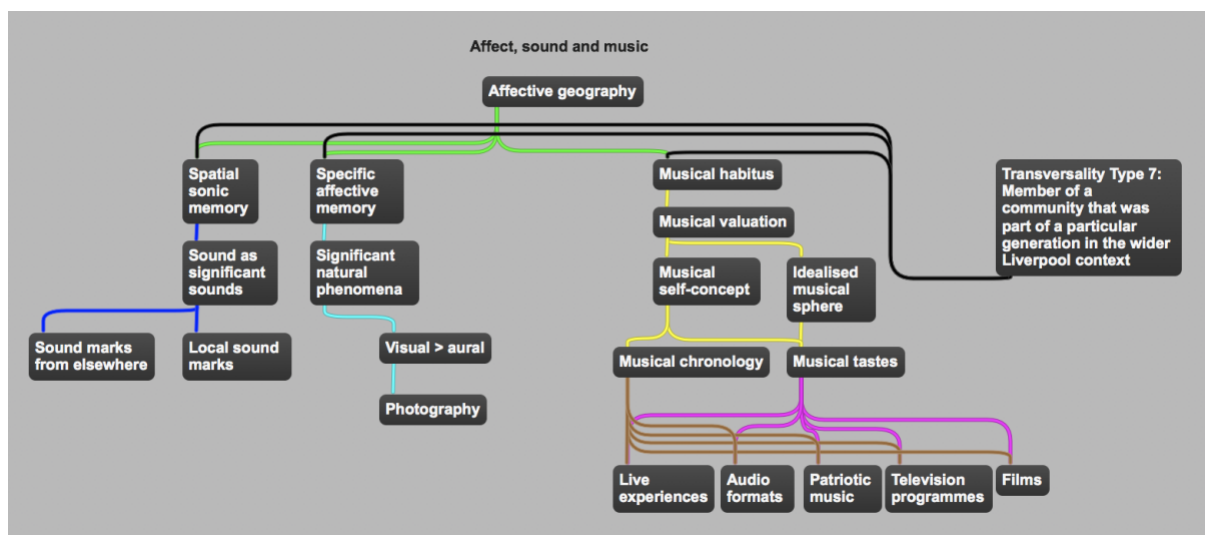 Affect, sound and music
Affective geography
Spatial
sonic
memory
Specific
affective
memory
Musical habitus
Transversality Type 7:
Member of a
community that was
part of a particular
generation in the wider
Liverpool context
Musical valuation
Sound as
significant
sounds
Significant
natural
phenomena
Musical
self-concept
Idealised
musical
sphere
Sound marks
from elsewhere
Local sound
marks
Visual > aural
Musical chronology
Musical tastes
Photography
Live
experiences
Audio
formats
Patriotic
music
Television
programmes
Films